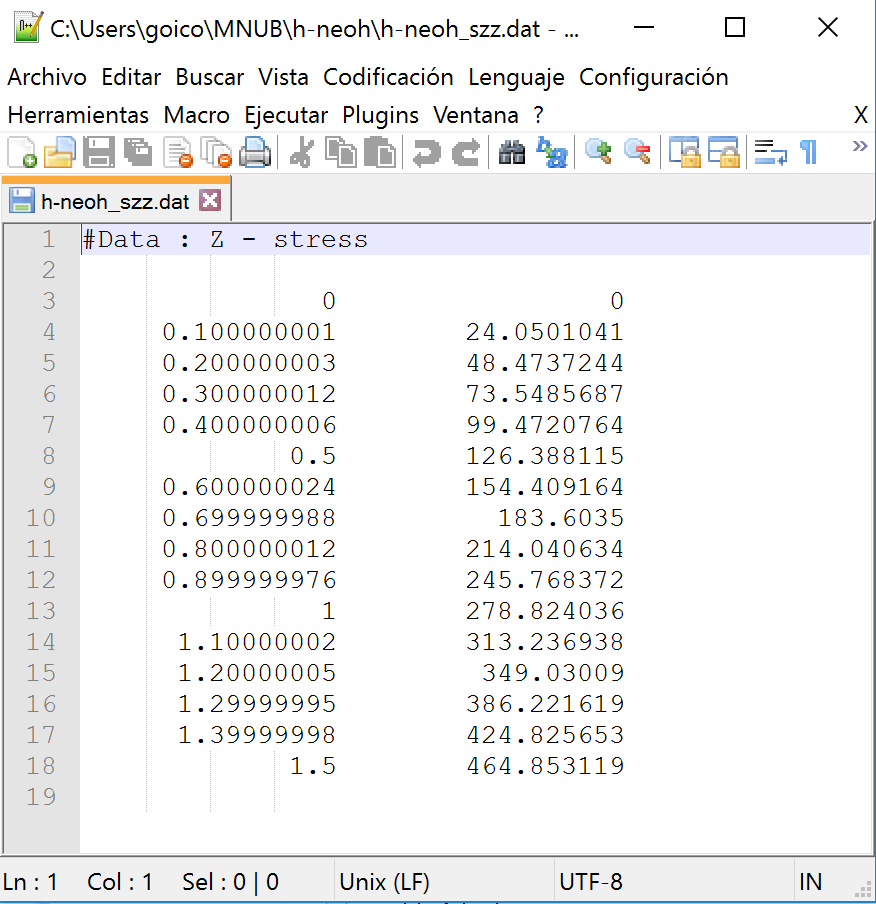 C:\Users\goico\MNUB\h-neoh\h-neoh_szz.dat - ...
Archivo Editar Buscar Vista Codificación Lenguaje Configuración
Herramientas Macro Ejecutar Plugins Ventana ? X
h-neoh_szz.dat
1 #Data : Z - stress
2
3 0 0
4 0.100000001 24.0501041
5 0.200000003 48.4737244
6 0.300000012 73.5485687
7 0.400000006 99.4720764
8 0.5 126.388115
9 0.600000024 154.409164
10 0.699999988 183.6035
11 0.800000012 214.040634
12 0.899999976 245.768372
13 1 278.824036
14 1.10000002 313.236938
15 1.20000005 349.03009
16 1.29999995 386.221619
17 1.39999998 424.825653
18 1.5 464.853119
19
Ln : 1 Col : 1 Sel : 0 | 0 Unix (LF) UTF-8 IN